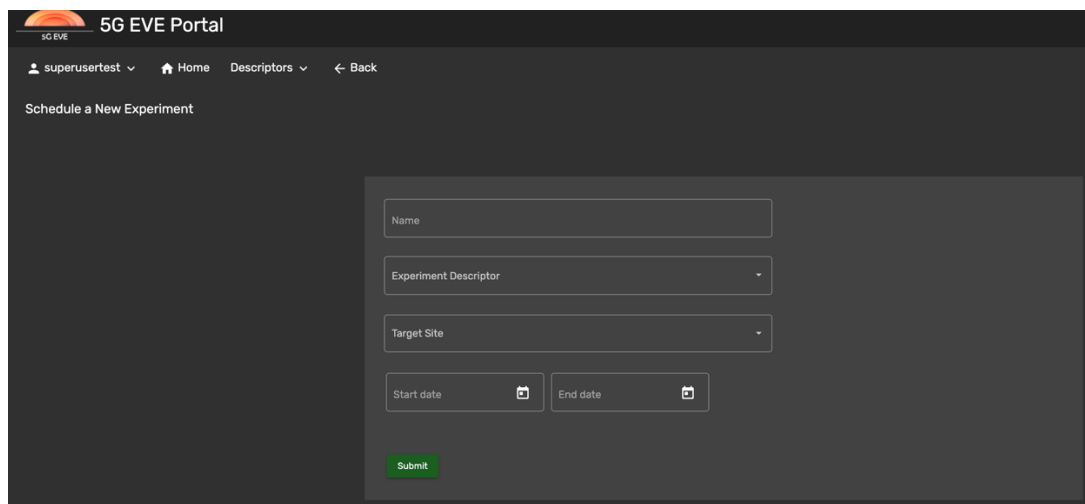 5G EVE
5G EVE Portal
superusertest Home Descriptors Back
Schedule a New Experiment
Name
Experiment Descriptor
Target Site
Start date End date
Submit